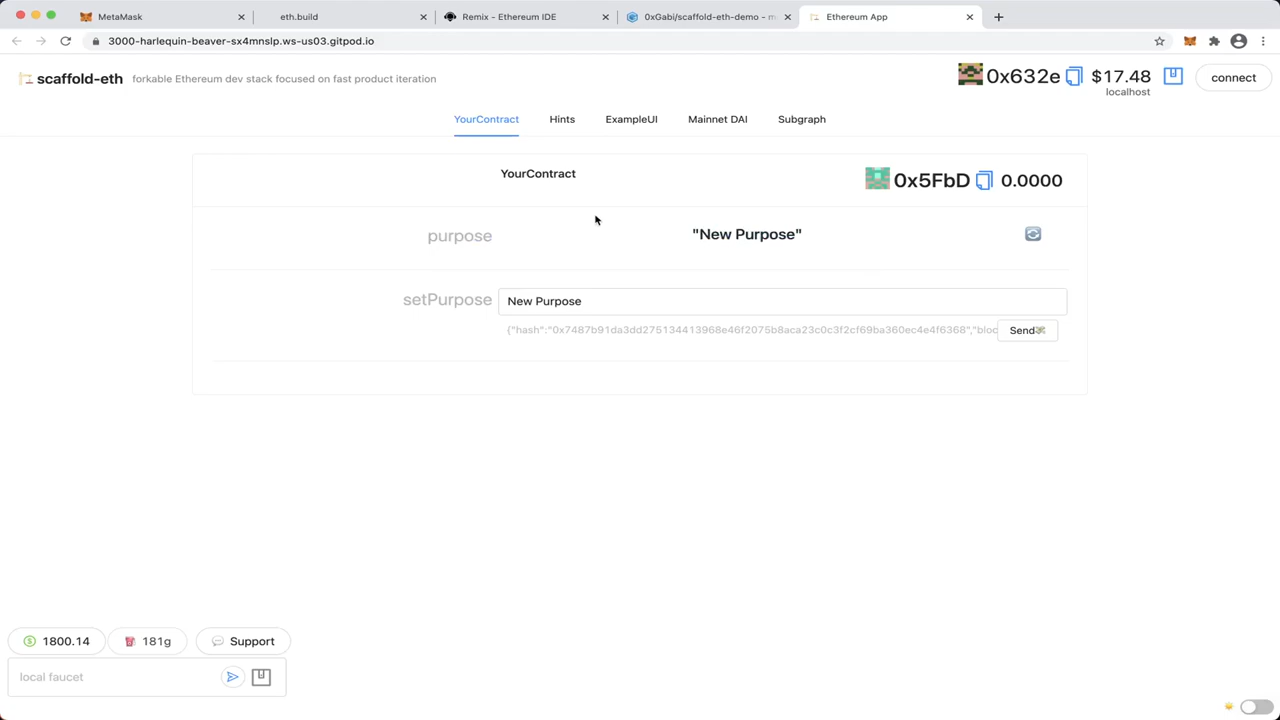 MetaMask
eth.build
Remix - Ethereum IDE
0xGabi/scaffold-eth-demo - m
Ethereum App
3000-harlequin-beaver-sx4mnslp.ws-us03.gitpod.io
scaffold-eth forkable Ethereum dev stack focused on fast product iteration
0x632e $17.48
localhost
connect
YourContract Hints ExampleUI Mainnet DAI Subgraph
YourContract
0x5FbD 0.0000
purpose "New Purpose"
setPurpose New Purpose
{"hash":"0x7487b91da3dd275134413968e46f2075b8aca23c0c3f2cf69ba360ec4e4f6368","bloc
Send
1800.14 181g Support
local faucet